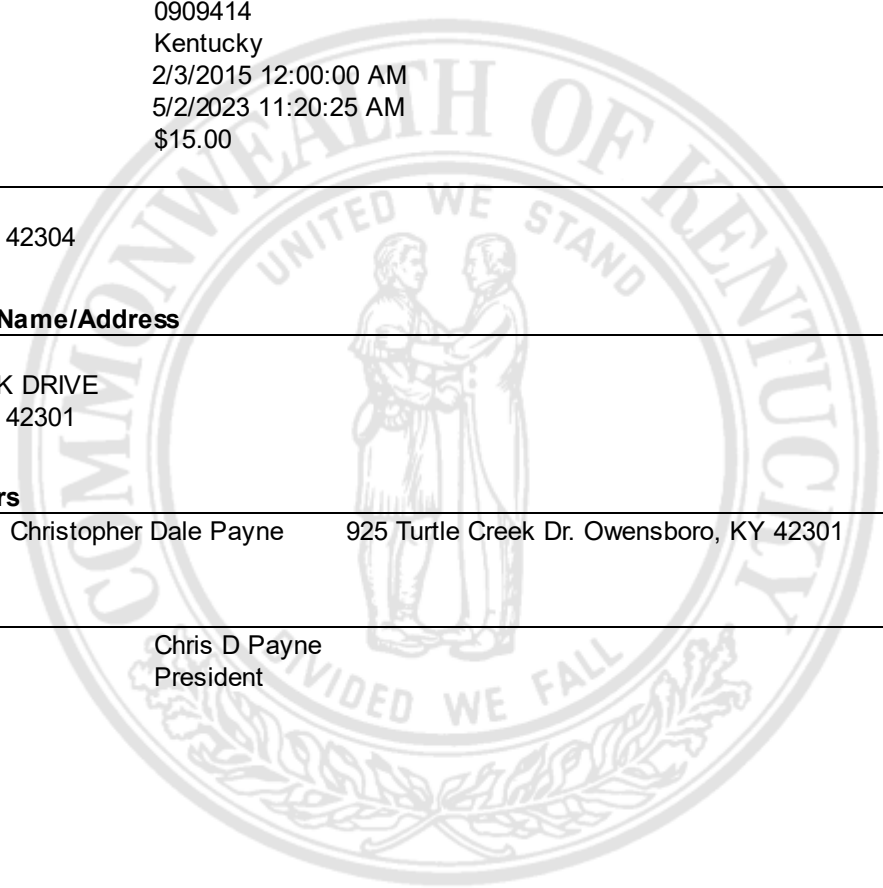 0909414
Kentucky
2/3/2015 12:00:00 AM
5/2/2023 11:20:25 AM
$15.00
42304
Name/Address
K DRIVE
42301
rs
Christopher Dale Payne 925 Turtle Creek Dr. Owensboro, KY 42301
Chris D Payne
President
COMMONWEALTH OF KENTUCKY
UNITED WE STAND
DIVIDED WE FALL